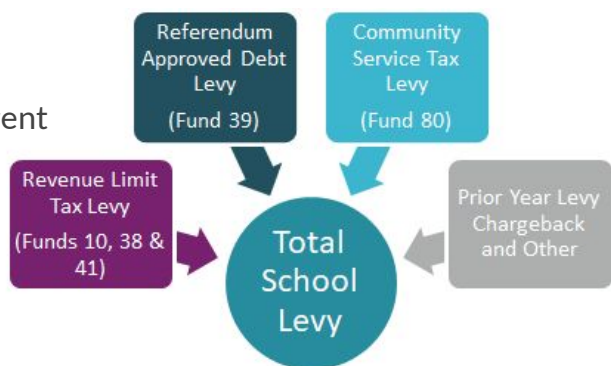 Referendum
Approved Debt
Levy
(Fund 39)
Community
Service Tax
Levy
(Fund 80)
ent
Revenue Limit
Tax Levy
(Funds 10, 38 &
41)
Total
School
Levy
Prior Year Levy
Chargeback
and Other